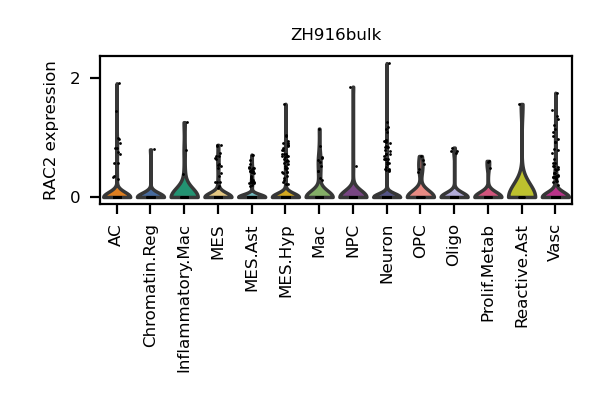 ZH916bulk
RAC2 expression
2
0
AC
Chromatin.Reg
Inflammatory.Mac
MES
MES.Ast
MES.Hyp
Mac
NPC
Neuron
OPC
Oligo
Prolif.Metab
Reactive.Ast
Vasc